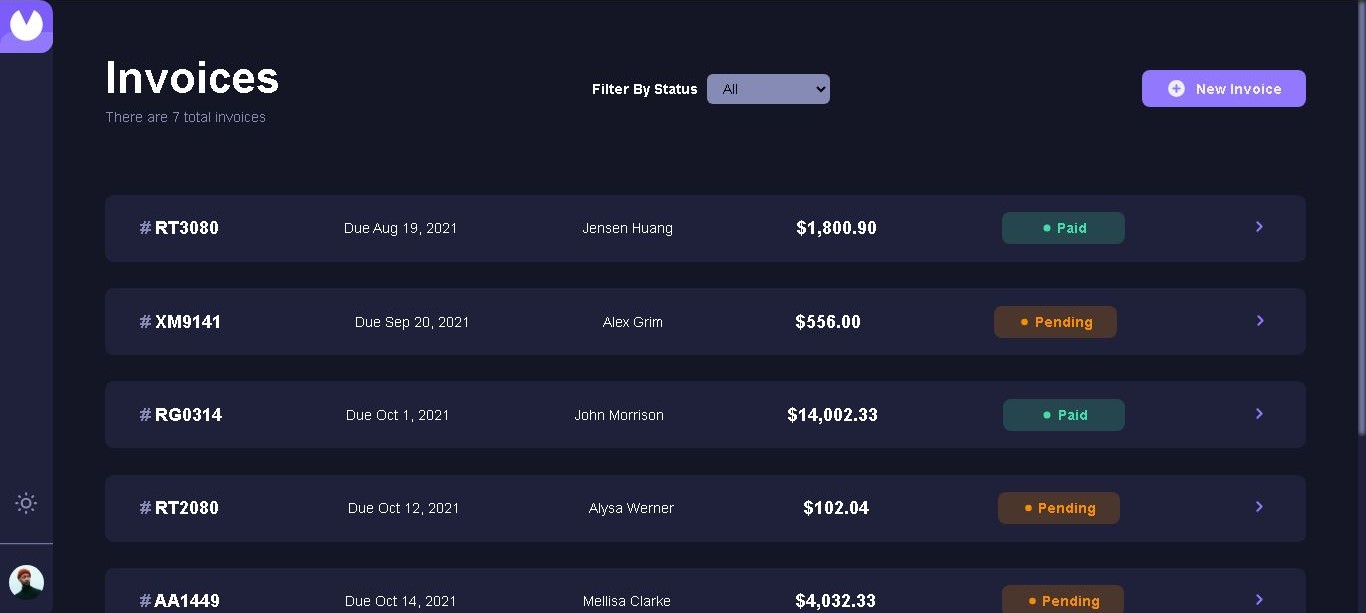 Invoices
There are 7 total invoices
Filter By Status All
New Invoice
#RT3080 Due Aug 19, 2021 Jensen Huang $1,800.90 Paid
#XM9141 Due Sep 20, 2021 Alex Grim $556.00 Pending
#RG0314 Due Oct 1, 2021 John Morrison $14,002.33 Paid
#RT2080 Due Oct 12, 2021 Alysa Werner $102.04 Pending
#AA1449 Due Oct 14, 2021 Mellisa Clarke $4,032.33 Pending